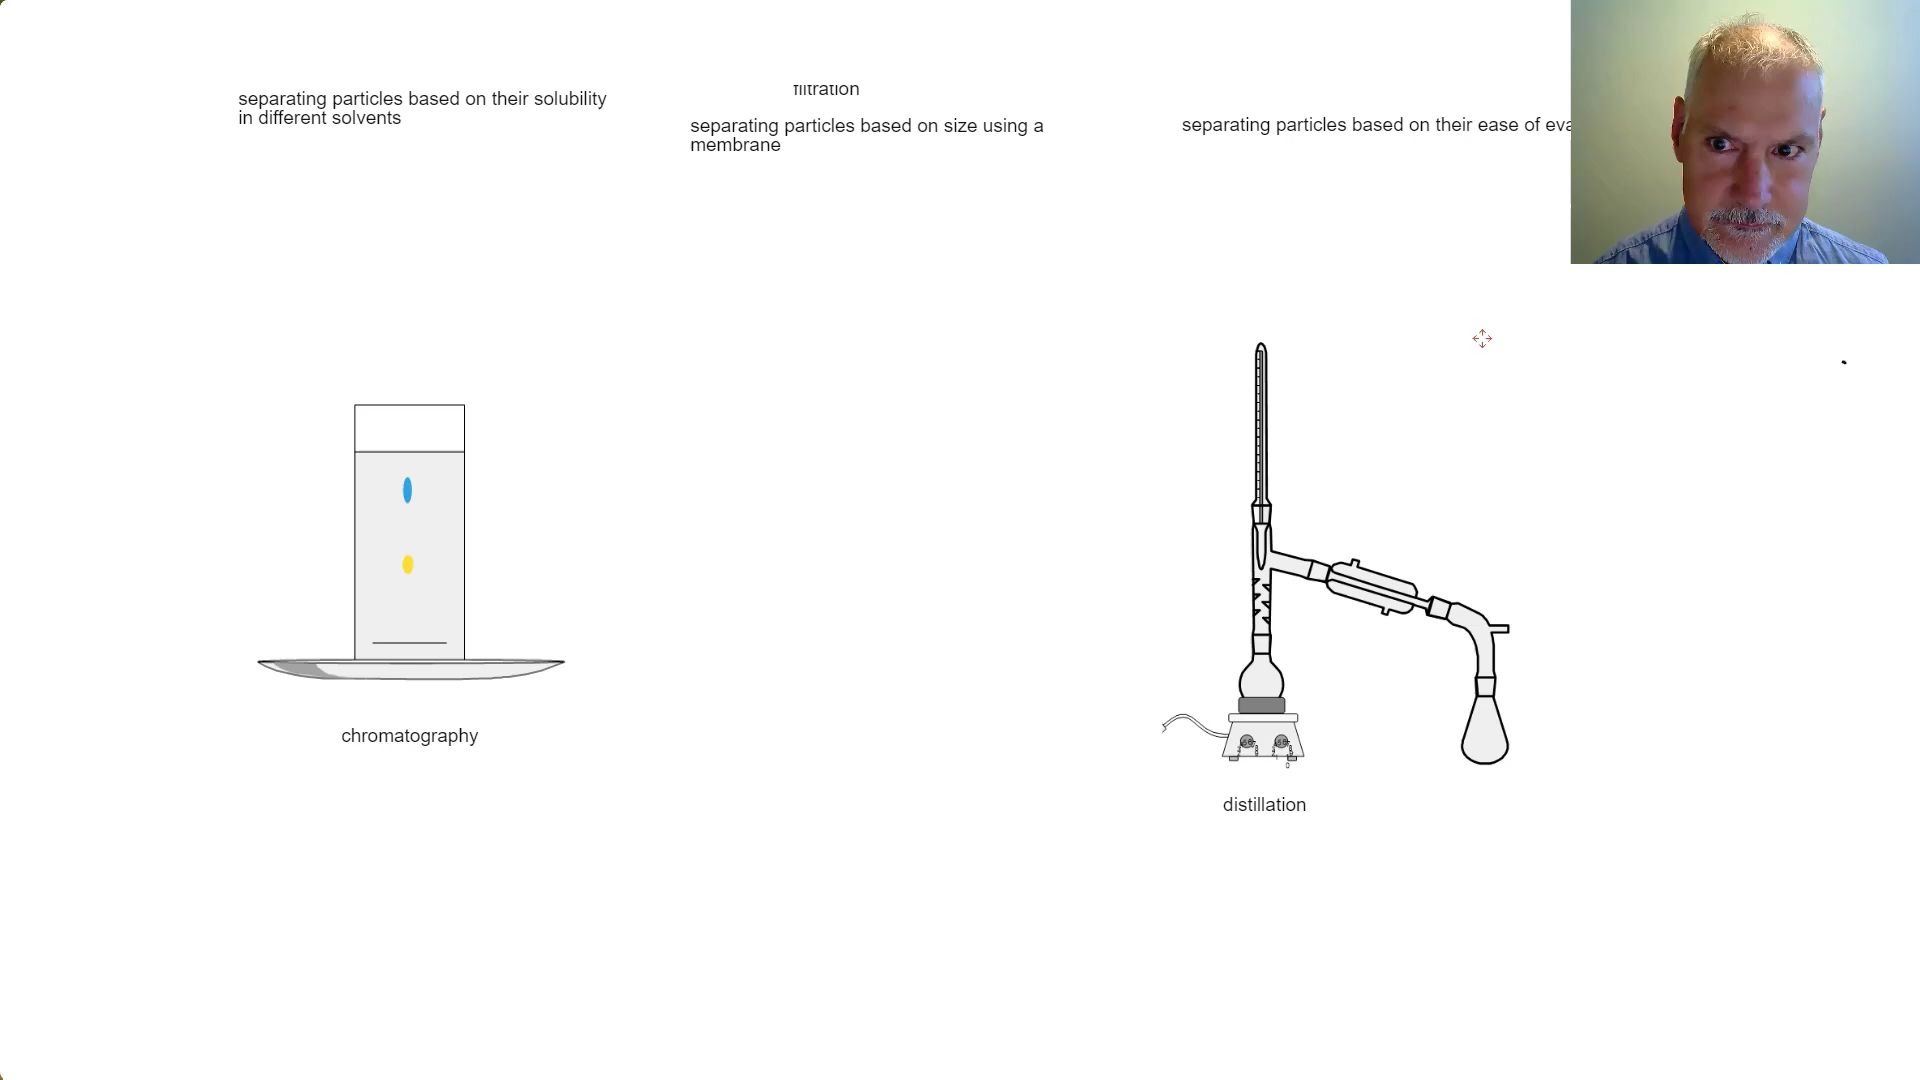 separating particles based on their solubility
in different solvents
filtration
separating particles based on size using a
membrane
separating particles based on their ease of
chromatography
distillation